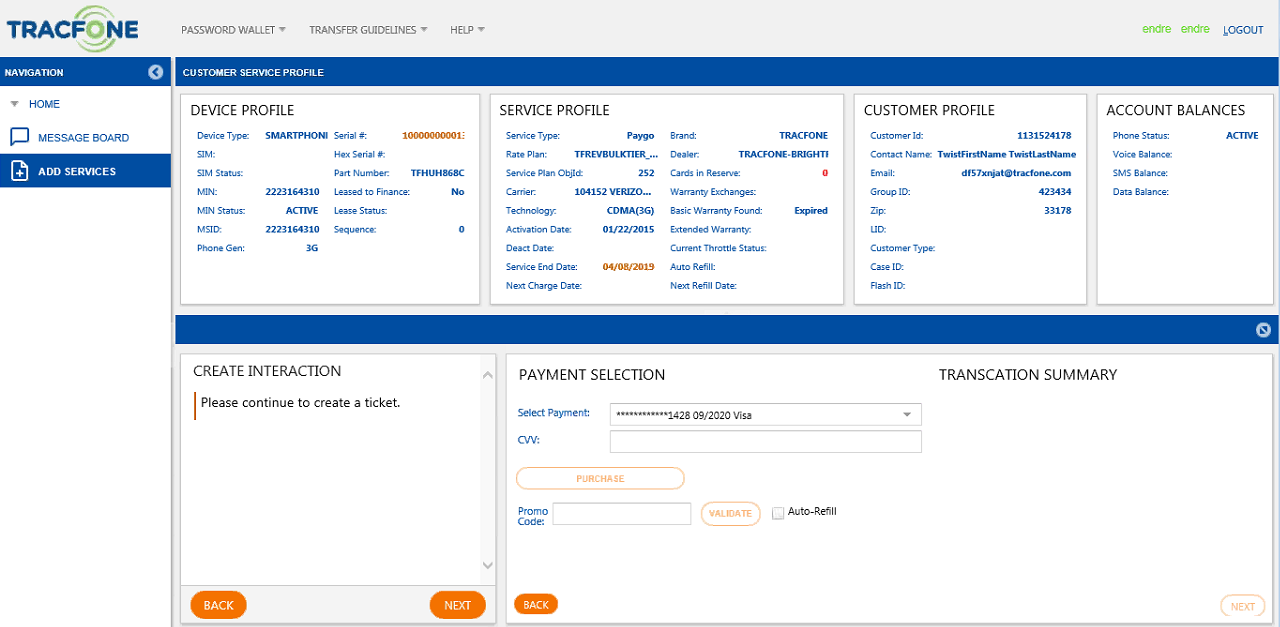 TRACFONE
PASSWORD WALLET TRANSFER GUIDELINES HELP
endre endre LOGOUT
NAVIGATION
HOME
MESSAGE BOARD
ADD SERVICES
CUSTOMER SERVICE PROFILE
DEVICE PROFILE
Device Type: SMARTPHONI Serial #: 1000000001
SIM: Hex Serial #:
SIM Status: Part Number: TFHUH868C
MIN: 2223164310 Leased to Finance: No
MIN Status: ACTIVE Lease Status:
MSID: 2223164310 Sequence: 0
Phone Gen: 3G
SERVICE PROFILE
Service Type: Paygo Brand: TRACFONE
Rate Plan: TFREVBULKTIER_... Dealer: TRACFONE-BRIGHTF
Service Plan ObjId: 252 Cards in Reserve: 0
Carrier: 104152 VERIZO... Warranty Exchanges:
Technology: CDMA(3G) Basic Warranty Found: Expired
Activation Date: 01/22/2015 Extended Warranty:
Deact Date: Current Throttle Status:
Service End Date: 04/08/2019 Auto Refill:
Next Charge Date: Next Refill Date:
CUSTOMER PROFILE
Customer Id: 1131524178
Contact Name: TwistFirstName TwistLastName
Email: df57xnjat@tracfone.com
Group ID: 423434
Zip: 33178
LID:
Customer Type:
Case ID:
Flash ID:
ACCOUNT BALANCES
Phone Status: ACTIVE
Voice Balance:
SMS Balance:
Data Balance:
CREATE INTERACTION
Please continue to create a ticket.
BACK NEXT
PAYMENT SELECTION
Select Payment: ************1428 09/2020 Visa
CVV:
PURCHASE
Promo Code: VALIDATE Auto-Refill
BACK
TRANSCATION SUMMARY
NEXT